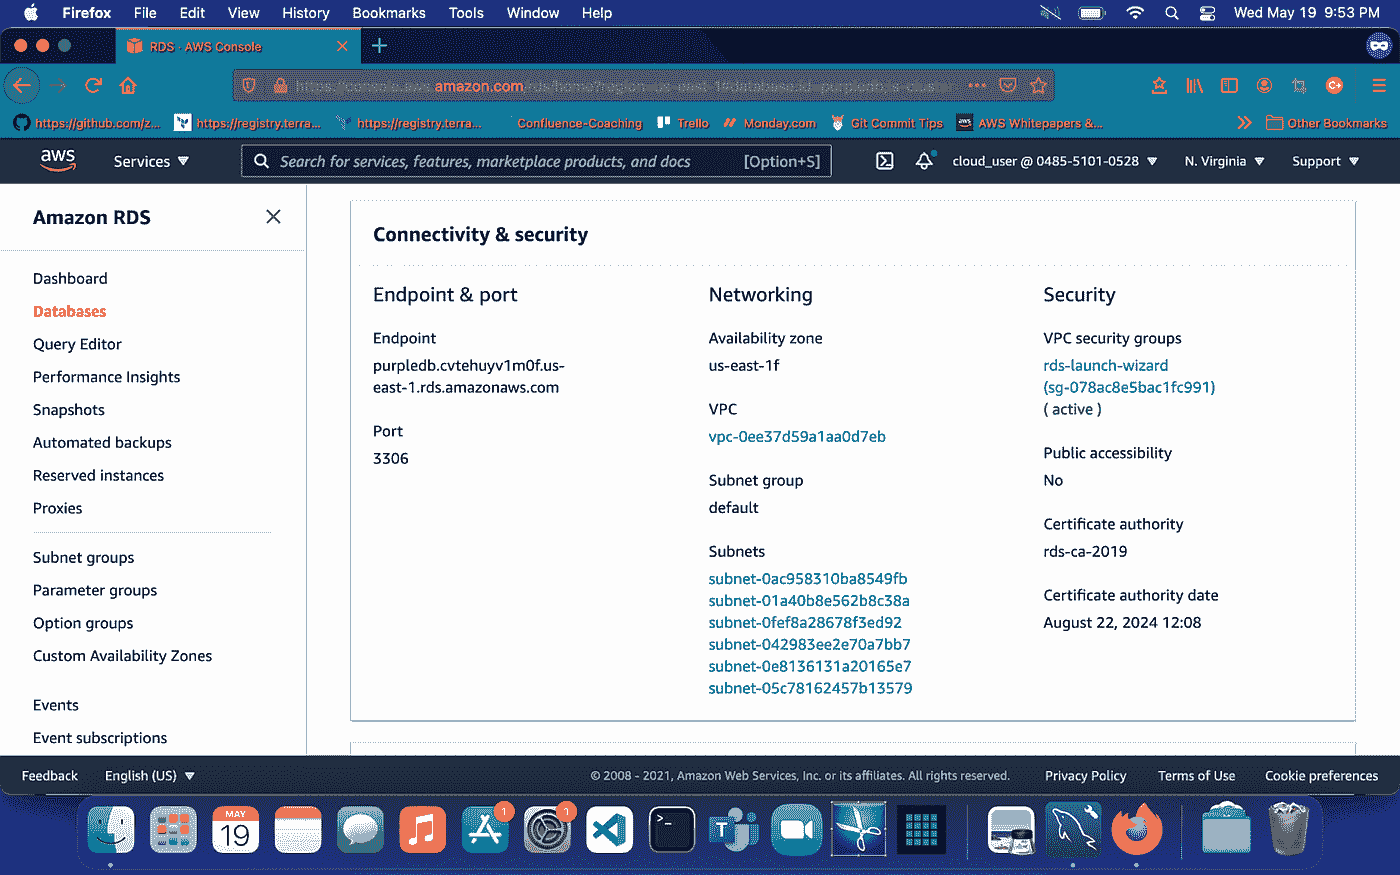 Firefox File Edit View History Bookmarks Tools Window Help Wed May 19 9:53 PM
RDS · AWS Console
https://console.aws.amazon.com/rds/home?region=us-east-1#database:id=purpledb;is-cluster
https://github.com/z... https://registry.terra... https://registry.terra... Confluence-Coaching Trello Monday.com Git Commit Tips AWS Whitepapers &... Other Bookmarks
aws Services Search for services, features, marketplace products, and docs [Option+S] cloud_user @ 0485-5101-0528 N. Virginia Support
Amazon RDS
Dashboard
Databases
Query Editor
Performance Insights
Snapshots
Automated backups
Reserved instances
Proxies
Subnet groups
Parameter groups
Option groups
Custom Availability Zones
Events
Event subscriptions
Connectivity & security
Endpoint & port
Endpoint
purpledb.cvtehuyv1m0f.us-
east-1.rds.amazonaws.com
Port
3306
Networking
Availability zone
us-east-1f
VPC
vpc-0ee37d59a1aa0d7eb
Subnet group
default
Subnets
subnet-0ac958310ba8549fb
subnet-01a40b8e562b8c38a
subnet-0fef8a28678f3ed92
subnet-042983ee2e70a7bb7
subnet-0e8136131a20165e7
subnet-05c78162457b13579
Security
VPC security groups
rds-launch-wizard
(sg-078ac8e5bac1fc991)
( active )
Public accessibility
No
Certificate authority
rds-ca-2019
Certificate authority date
August 22, 2024 12:08
Feedback English (US) © 2008 - 2021, Amazon Web Services, Inc. or its affiliates. All rights reserved. Privacy Policy Terms of Use Cookie preferences
MAY
19
1
1
T